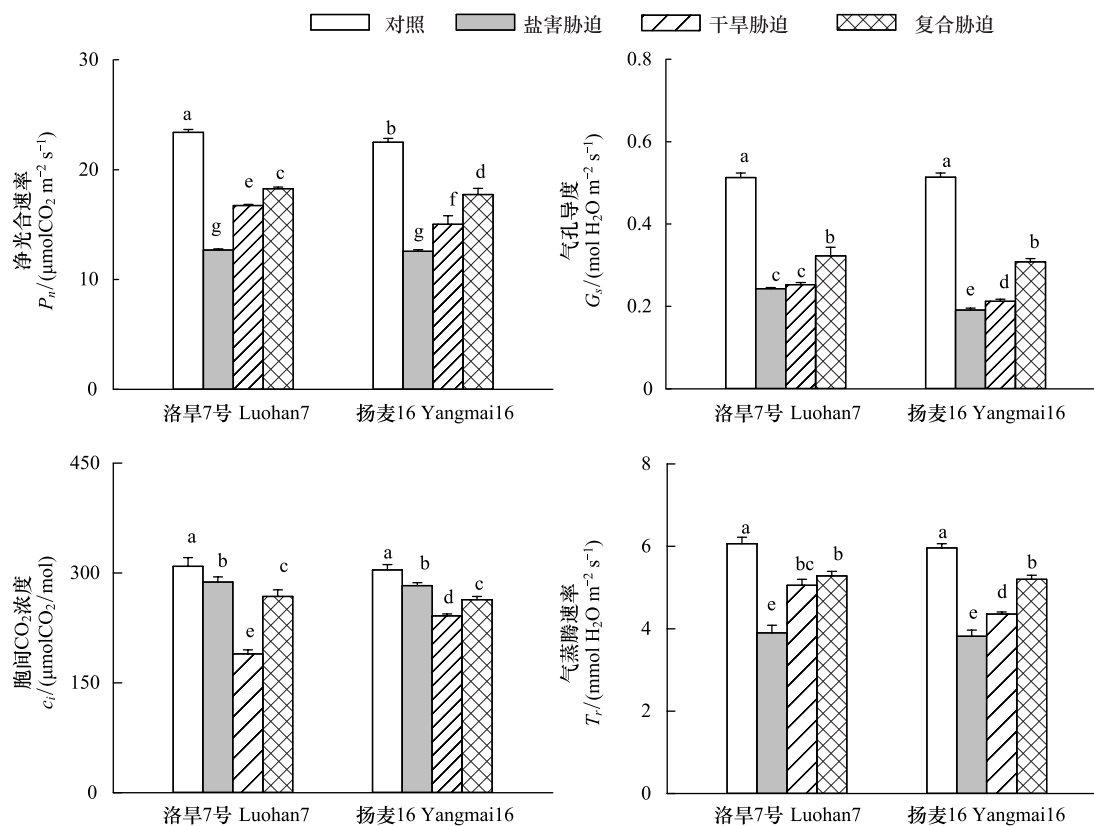 对照 盐害胁迫 干旱胁迫 复合胁迫
净光合速率
Pn/(μmolCO2 m−2 s−1)
30
20
10
0
a
g
e
c
b
g
f
d
洛旱7号 Luohan7 扬麦16 Yangmai16
气孔导度
Gs/(mol H2O m−2 s−1)
0.8
0.6
0.4
0.2
0
a
c
c
b
a
e
d
b
洛旱7号 Luohan7 扬麦16 Yangmai16
胞间CO2浓度
ci/(μmolCO2/mol)
450
300
150
0
a
b
e
c
a
b
d
c
洛旱7号 Luohan7 扬麦16 Yangmai16
气蒸腾速率
Tr/(mmol H2O m−2 s−1)
8
6
4
2
0
a
e
bc
b
a
e
d
b
洛旱7号 Luohan7 扬麦16 Yangmai16